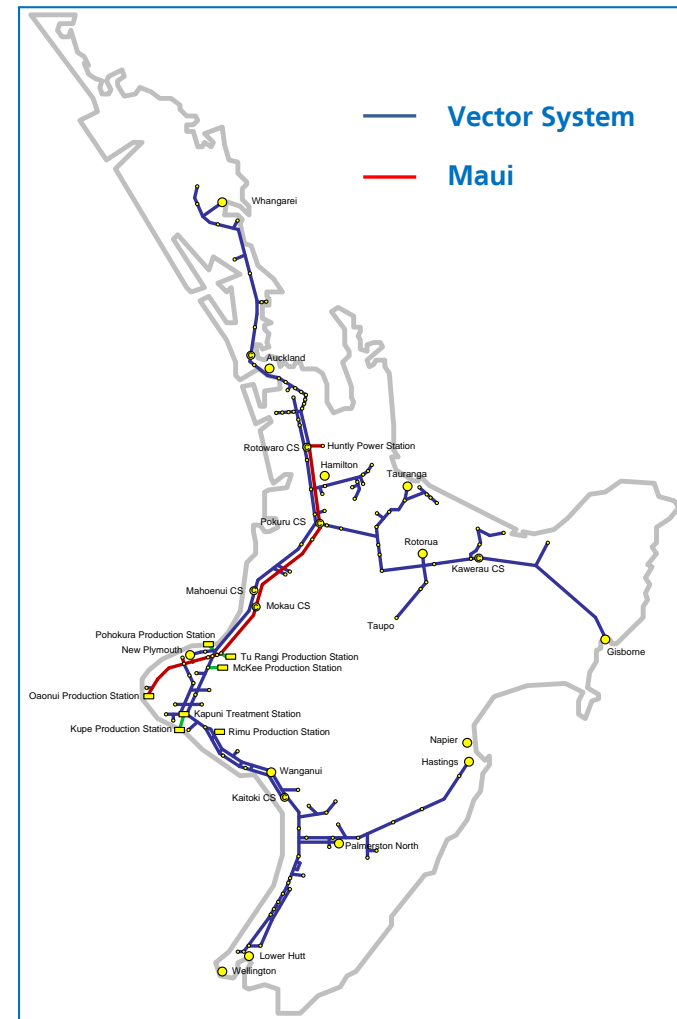 Vector System
Maui
Whangarei
Auckland
Rotowaro CS
Huntly Power Station
Hamilton
Tauranga
Pokuru CS
Rotorua
Kawerau CS
Mahoenui CS
Mokau CS
Taupo
Pohokura Production Station
New Plymouth
Gisborne
Tu Rangi Production Station
McKee Production Station
Oaonui Production Station
Kapuni Treatment Station
Kupe Production Station
Rimu Production Station
Napier
Hastings
Wanganui
Kaitoki CS
Palmerston North
Lower Hutt
Wellington